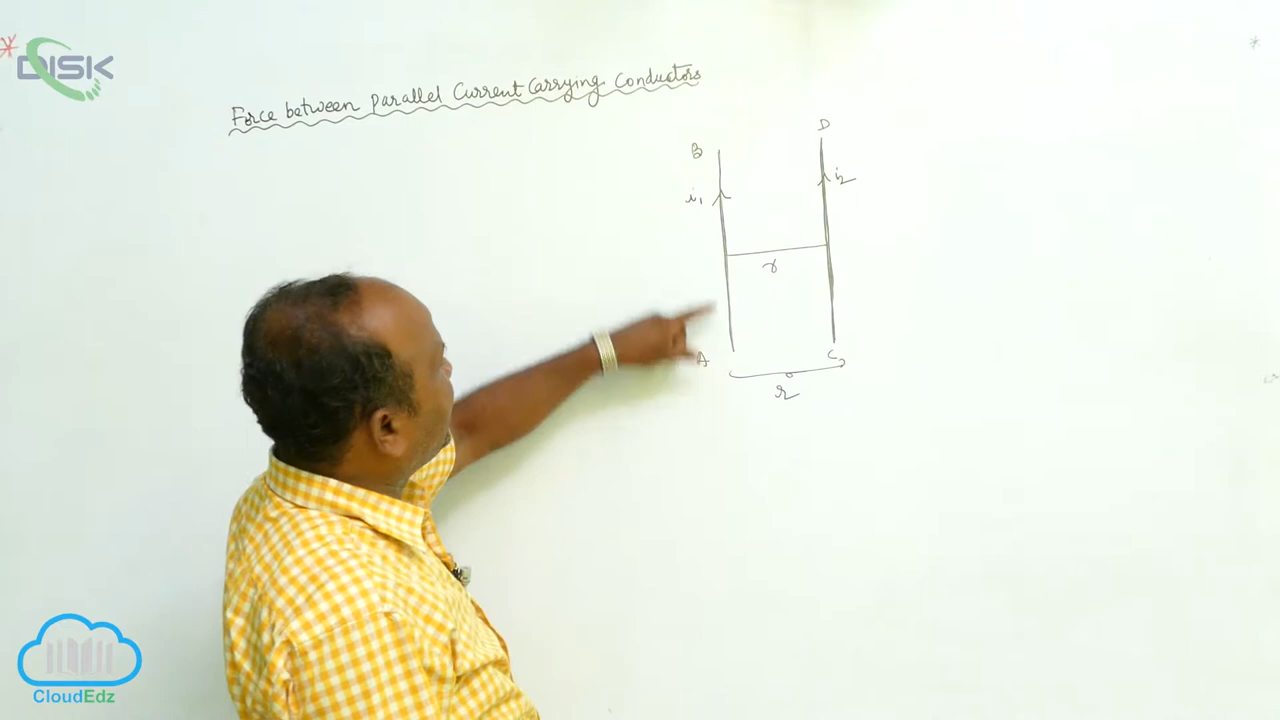 DISK
Force between parallel Current Carrying Conductors
D
B
i₁
i₂
r
A
C
r
CloudEdz